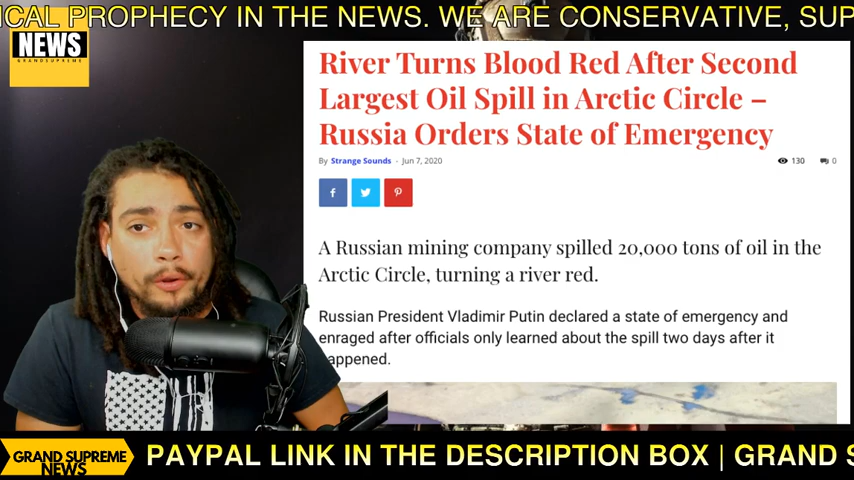 ICAL PROPHECY IN THE NEWS. WE ARE CONSERVATIVE, SUP
NEWS
GRANDSUPREME
River Turns Blood Red After Second
Largest Oil Spill in Arctic Circle –
Russia Orders State of Emergency
By Strange Sounds - Jun 7, 2020
130
0
A Russian mining company spilled 20,000 tons of oil in the
Arctic Circle, turning a river red.
Russian President Vladimir Putin declared a state of emergency and
enraged after officials only learned about the spill two days after it
appened.
GRAND SUPREME
NEWS
PAYPAL LINK IN THE DESCRIPTION BOX | GRAND S